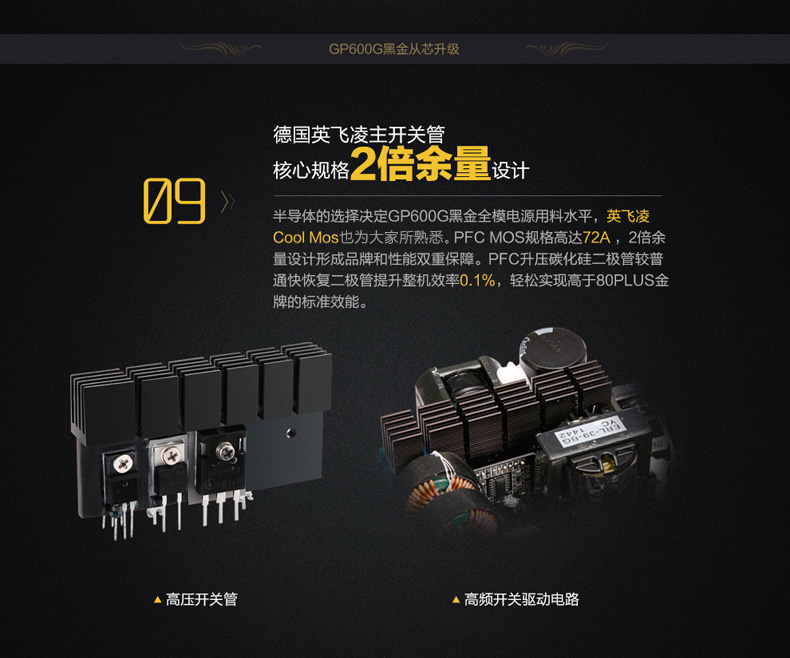 GP600G黑金从芯升级
德国英飞凌主开关管
核心规格2倍余量设计
09
半导体的选择决定GP600G黑金全模电源用料水平，英飞凌
Cool Mos也为大家所熟悉。PFC MOS规格高达72A ，2倍余
量设计形成品牌和性能双重保障。PFC升压碳化硅二极管较普
通快恢复二极管提升整机效率0.1%，轻松实现高于80PLUS金
牌的标准效能。
ERL-39-BG
YC
1442
高压开关管
高频开关驱动电路